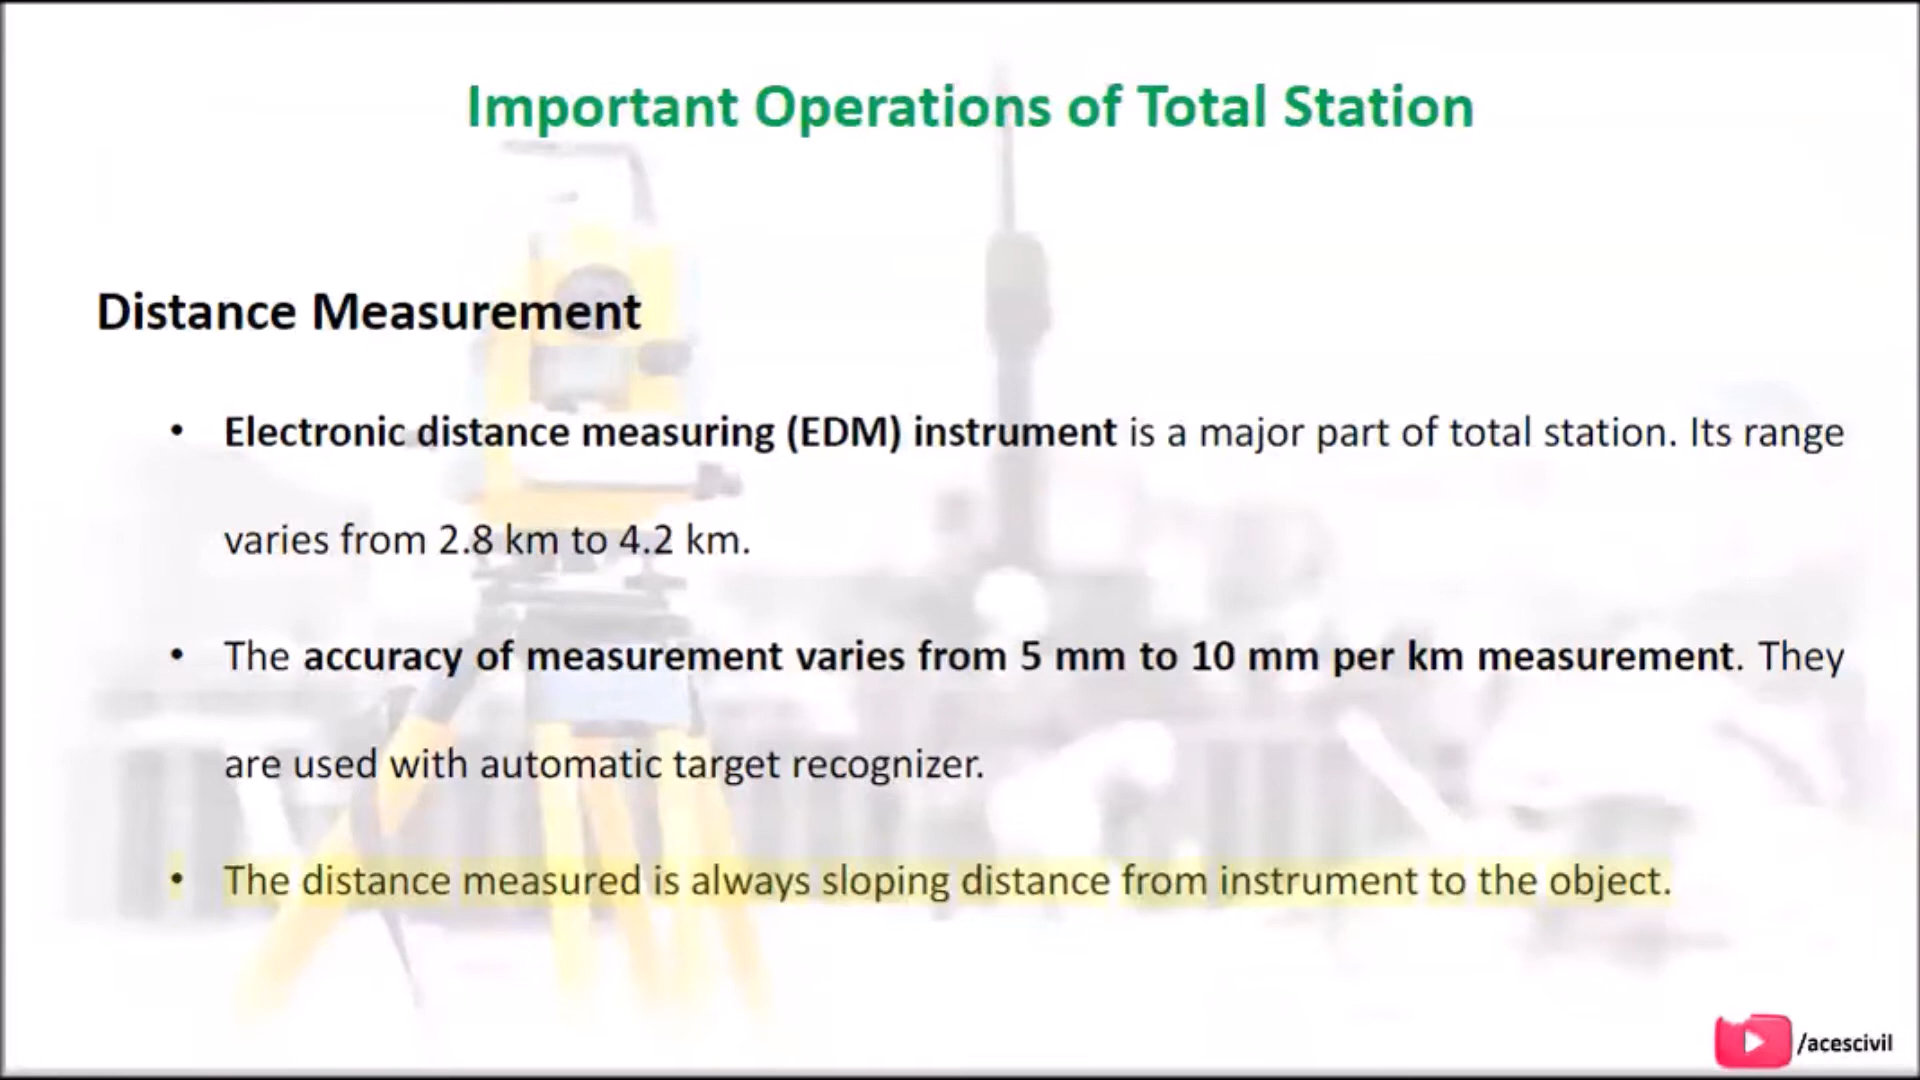 Important Operations of Total Station
Distance Measurement
• Electronic distance measuring (EDM) instrument is a major part of total station. Its range
varies from 2.8 km to 4.2 km.
• The accuracy of measurement varies from 5 mm to 10 mm per km measurement. They
are used with automatic target recognizer.
• The distance measured is always sloping distance from instrument to the object.
/acescivil